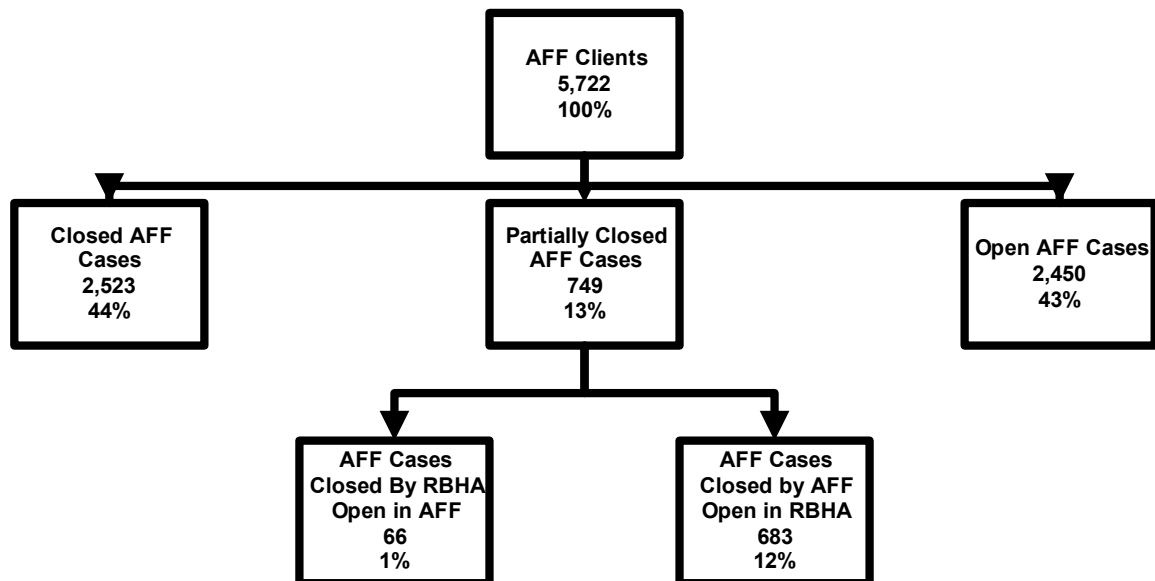 AFF Clients
5,722
100%
Closed AFF
Cases
2,523
44%
Partially Closed
AFF Cases
749
13%
Open AFF Cases
2,450
43%
AFF Cases
Closed By RBHA
Open in AFF
66
1%
AFF Cases
Closed by AFF
Open in RBHA
683
12%